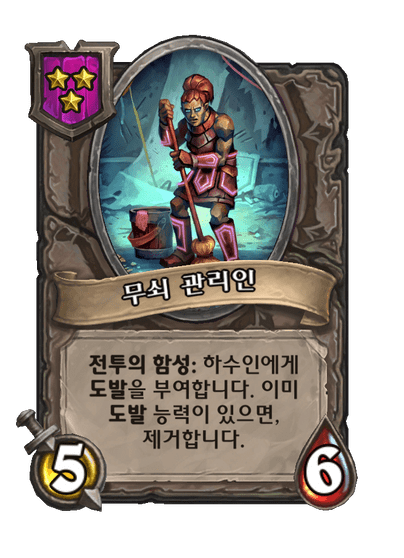 무쇠 관리인
전투의 함성: 하수인에게
도발을 부여합니다. 이미
도발 능력이 있으면,
제거합니다.
5
6